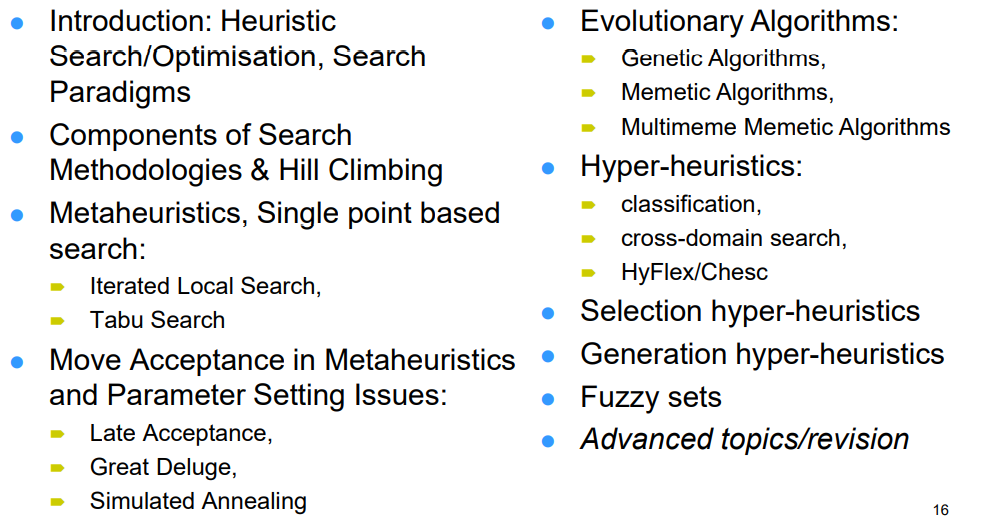 Introduction: Heuristic
Search/Optimisation, Search
Paradigms
Components of Search
Methodologies & Hill Climbing
Metaheuristics, Single point based
search:
Iterated Local Search,
Tabu Search
Move Acceptance in Metaheuristics
and Parameter Setting Issues:
Late Acceptance,
Great Deluge,
Simulated Annealing
Evolutionary Algorithms:
Genetic Algorithms,
Memetic Algorithms,
Multimeme Memetic Algorithms
Hyper-heuristics:
classification,
cross-domain search,
HyFlex/Chesc
Selection hyper-heuristics
Generation hyper-heuristics
Fuzzy sets
Advanced topics/revision
16